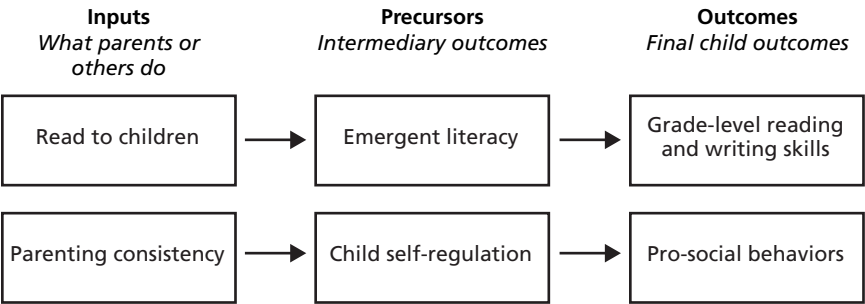 Inputs
What parents or
others do
Precursors
Intermediary outcomes
Outcomes
Final child outcomes
Read to children
Emergent literacy
Grade-level reading
and writing skills
Parenting consistency
Child self-regulation
Pro-social behaviors